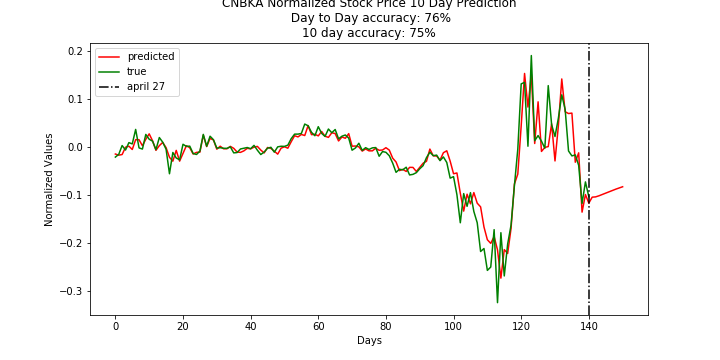 CNBKA Normalized Stock Price 10 Day Prediction
Day to Day accuracy: 76%
10 day accuracy: 75%
predicted
true
april 27
Normalized Values
0.2
0.1
0.0
−0.1
−0.2
−0.3
0 20 40 60 80 100 120 140
Days